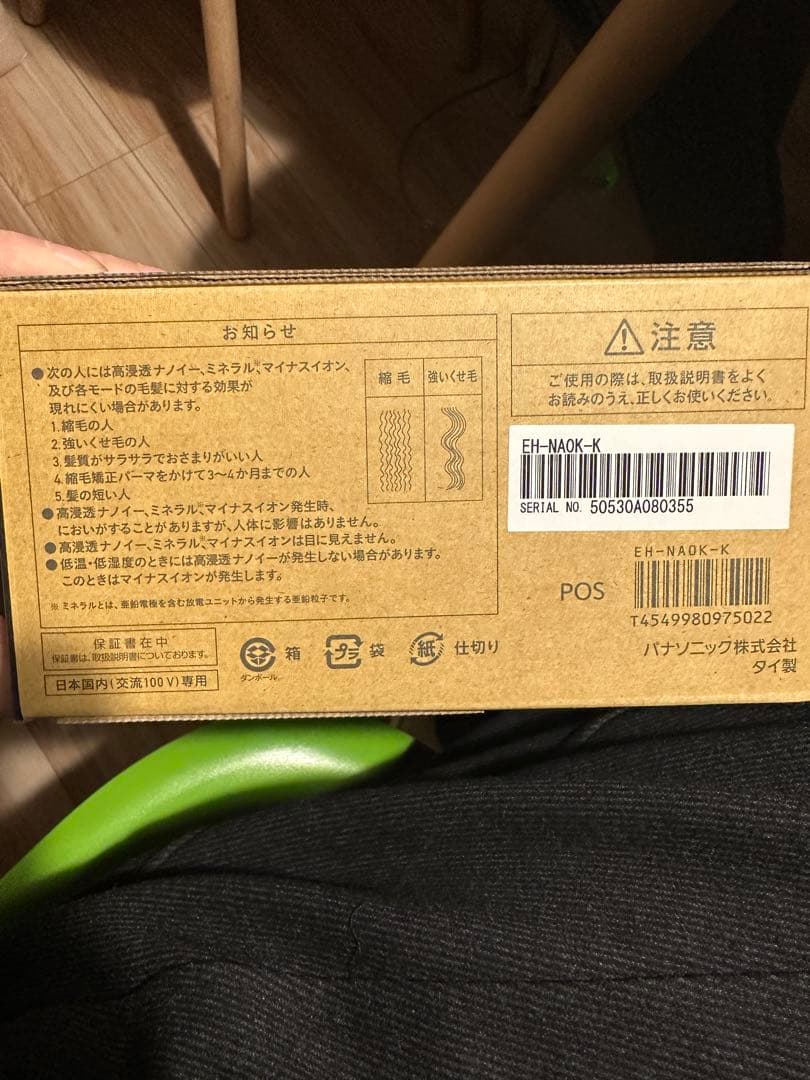 お知らせ
●次の人には高浸透ナノイー、ミネラル※、マイナスイオン、
及び各モードの毛髪に対する効果が
現れにくい場合があります。
1.縮毛の人
2.強いくせ毛の人
3.髪質がサラサラでおさまりがいい人
4.縮毛矯正パーマをかけて3〜4か月までの人
5.髪の短い人
縮毛 強いくせ毛
●高浸透ナノイー、ミネラル※、マイナスイオン発生時、
においがすることがありますが、人体に影響はありません。
●高浸透ナノイー、ミネラル※、マイナスイオンは目に見えません。
●低温・低湿度のときには高浸透ナノイーが発生しない場合があります。
このときはマイナスイオンが発生します。
※ ミネラルとは、亜鉛電極を含む放電ユニットから発生する亜鉛粒子です。
保証書在中
保証書は、取扱説明書についております。
日本国内(交流100V)専用
ダンボール 箱
プラ 袋
紙 仕切り
注意
ご使用の際は、取扱説明書をよく
お読みのうえ、正しくお使いください。
EH-NA0K-K
SERIAL NO. 50530A080355
EH-NA0K-K
POS
T4549980975022
パナソニック株式会社
タイ製